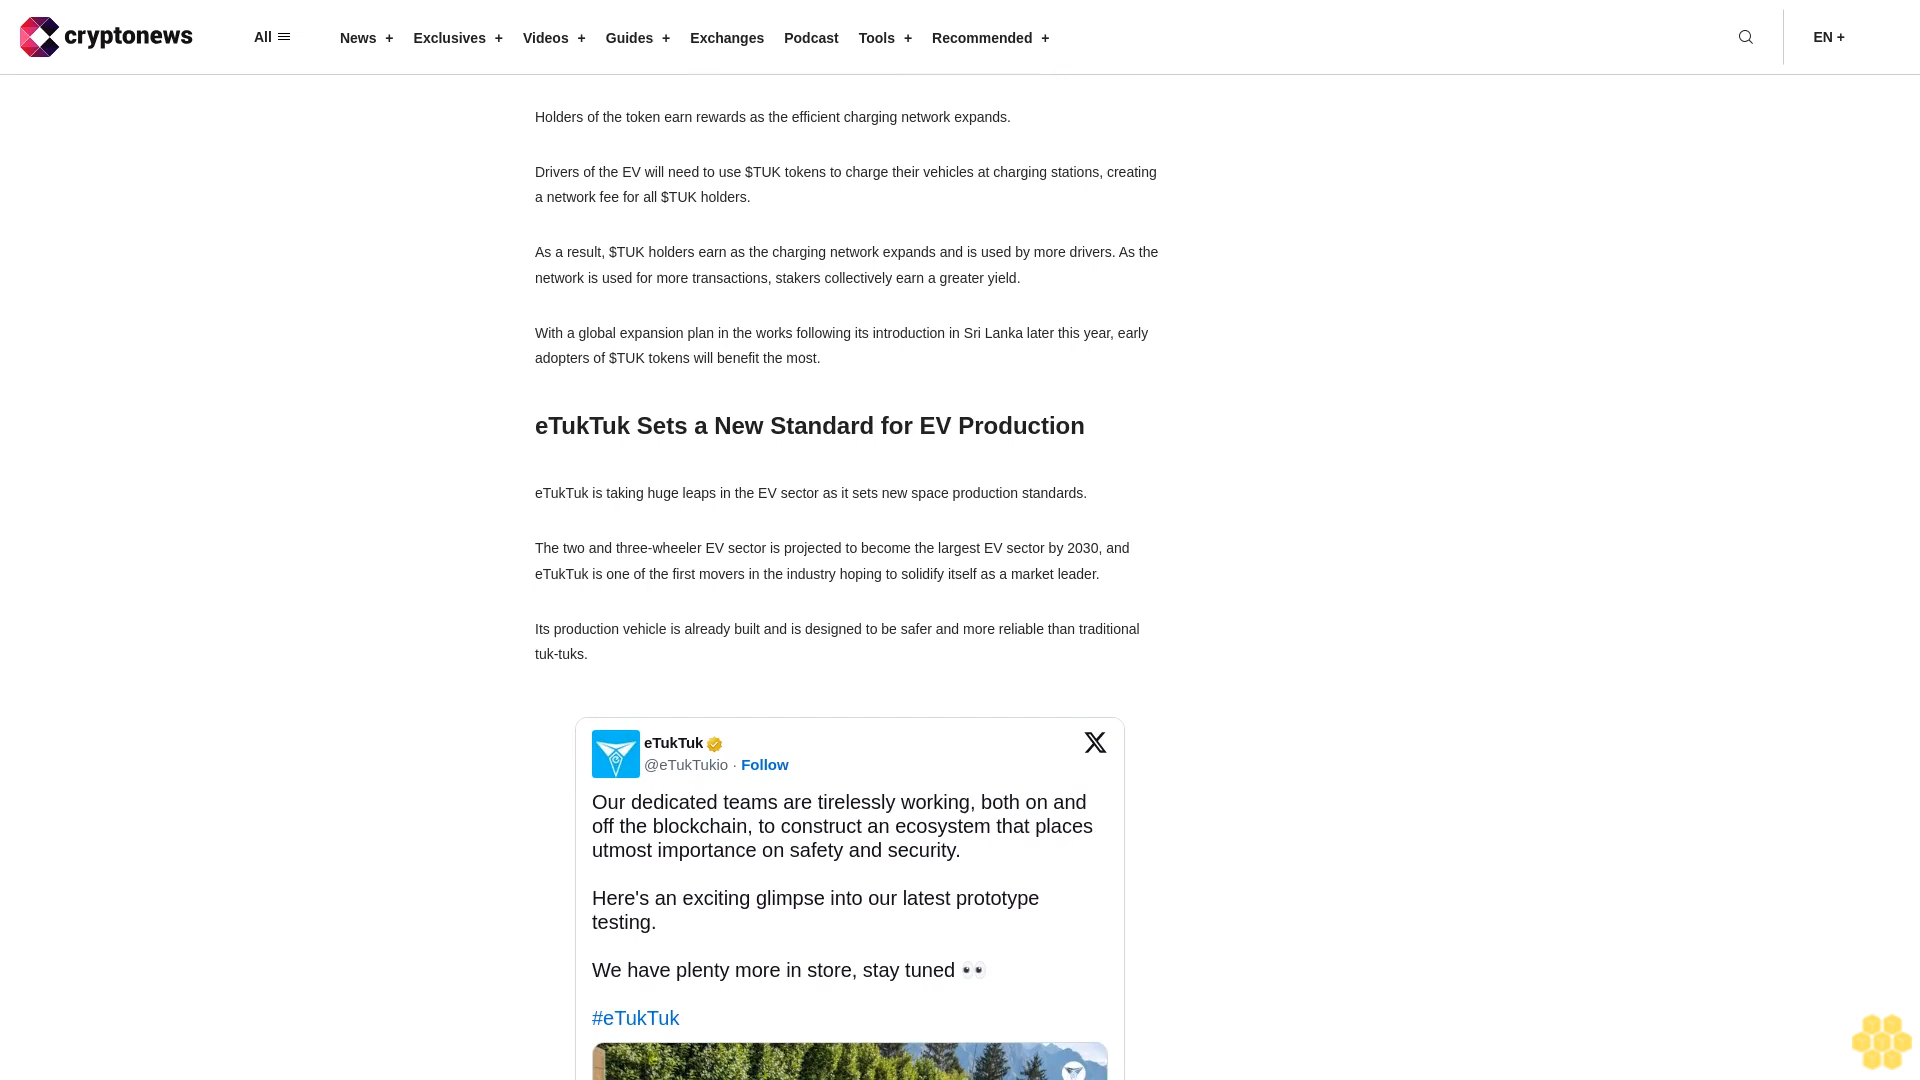 cryptonews
All
News +
Exclusives +
Videos +
Guides +
Exchanges
Podcast
Tools +
Recommended +
EN +
Holders of the token earn rewards as the efficient charging network expands.
Drivers of the EV will need to use $TUK tokens to charge their vehicles at charging stations, creating
a network fee for all $TUK holders.
As a result, $TUK holders earn as the charging network expands and is used by more drivers. As the
network is used for more transactions, stakers collectively earn a greater yield.
With a global expansion plan in the works following its introduction in Sri Lanka later this year, early
adopters of $TUK tokens will benefit the most.
eTukTuk Sets a New Standard for EV Production
eTukTuk is taking huge leaps in the EV sector as it sets new space production standards.
The two and three-wheeler EV sector is projected to become the largest EV sector by 2030, and
eTukTuk is one of the first movers in the industry hoping to solidify itself as a market leader.
Its production vehicle is already built and is designed to be safer and more reliable than traditional
tuk-tuks.
eTukTuk
@eTukTukio · Follow
Our dedicated teams are tirelessly working, both on and
off the blockchain, to construct an ecosystem that places
utmost importance on safety and security.
Here's an exciting glimpse into our latest prototype
testing.
We have plenty more in store, stay tuned 👀
#eTukTuk